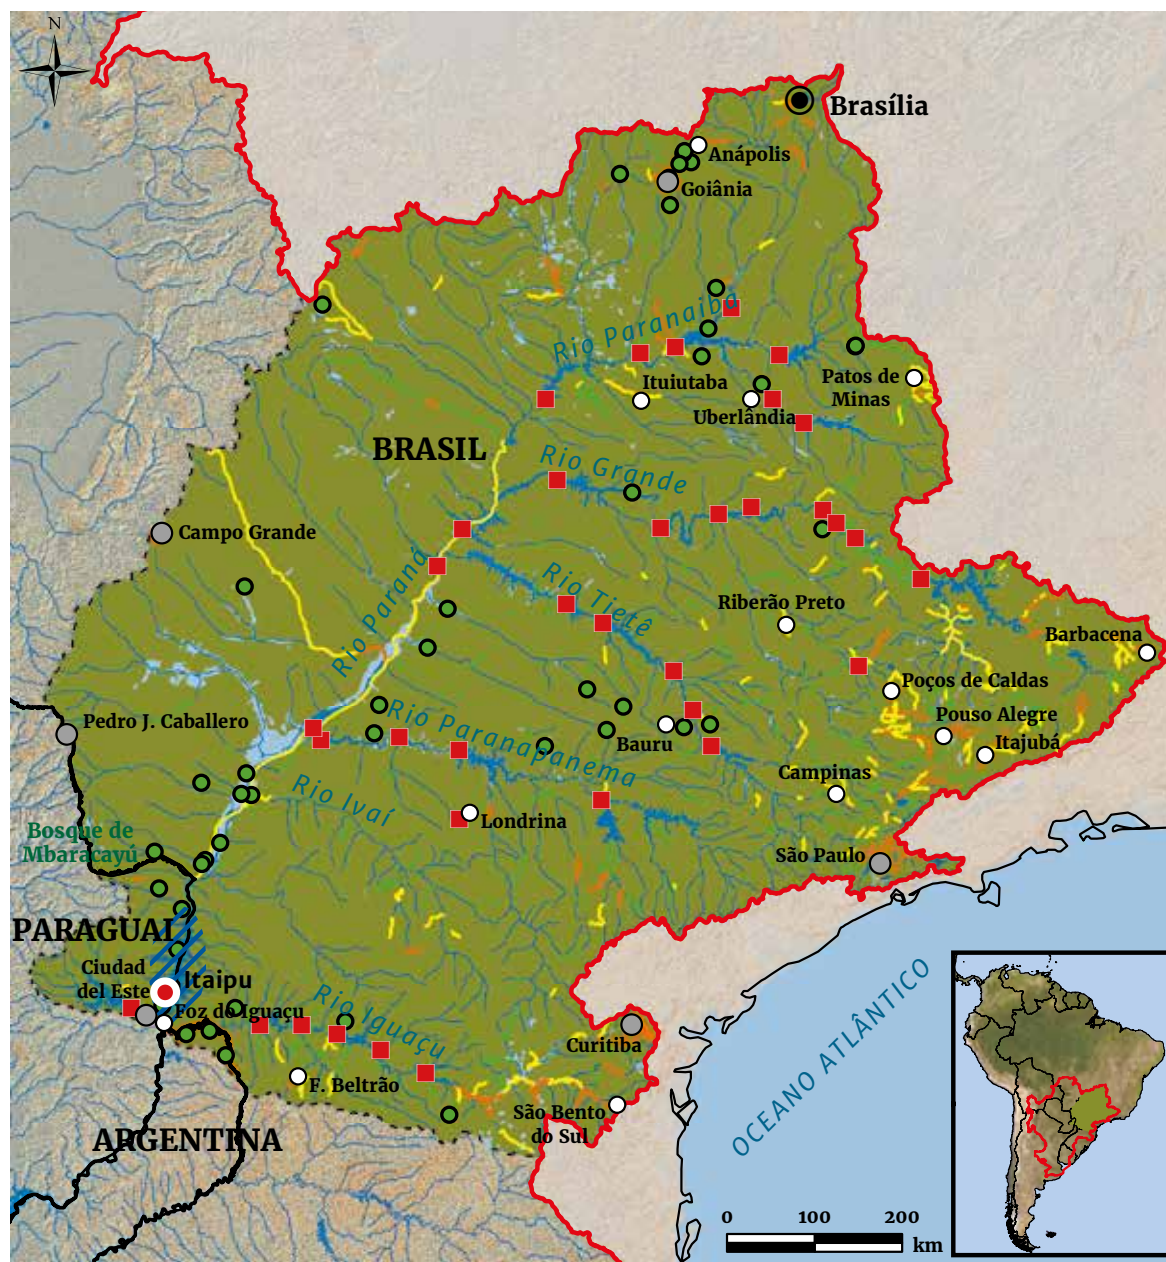 N
Brasília
Anápolis
Goiânia
Rio Paranaiba
Ituiutaba
Patos de
Minas
Uberlândia
BRASIL
Rio Grande
Campo Grande
Rio Paraná
Rio Tietê
Riberão Preto
Barbacena
Poços de Caldas
Pedro J. Caballero
Rio Paranapanema
Pouso Alegre
Bauru
Itajubá
Campinas
Rio Ivaí
Londrina
Bosque de
Mbaracayú
São Paulo
PARAGUAI
Ciudad
del Este
Itaipu
Foz do Iguaçu
Rio Iguaçu
Curitiba
F. Beltrão
São Bento
do Sul
OCEANO ATLÂNTICO
ARGENTINA
0 100 200
km